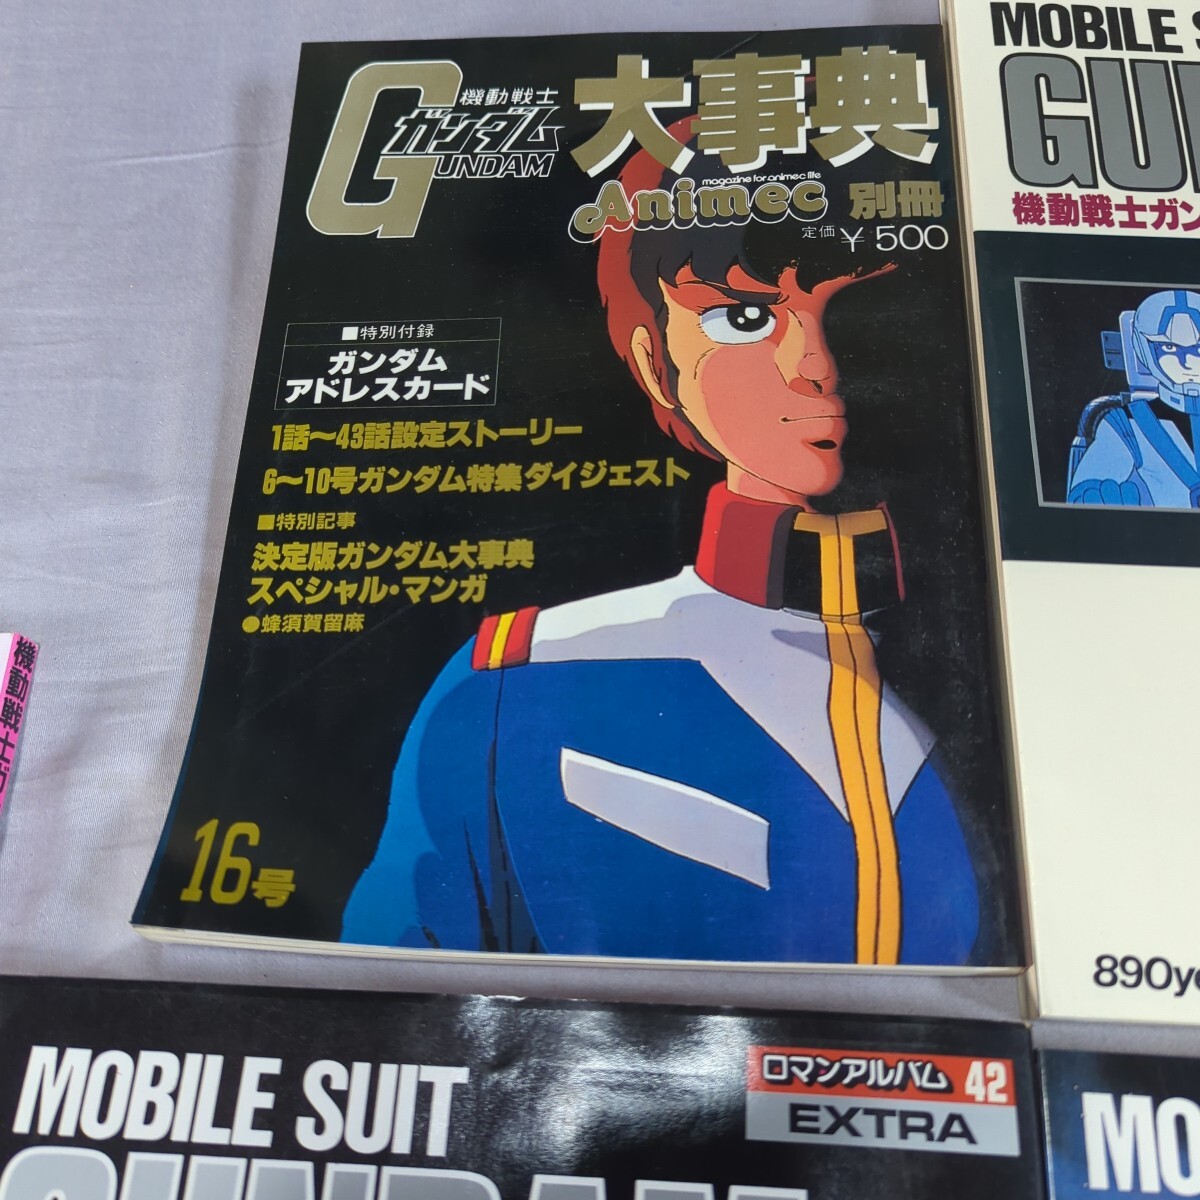 機動戦士
ガンダム
GUNDAM
大事典
magazine for animec life
Animec
別冊
定価 ¥500
■特別付録
ガンダム
アドレスカード
1話〜43話設定ストーリー
6〜10号ガンダム特集ダイジェスト
■特別記事
決定版ガンダム大事典
スペシャル・マンガ
●蜂須賀留麻
16号
MOBILE S
GU
機動戦士ガン
890ye
機動戦士ガ
MOBILE SUIT
GUNDAM
ロマンアルバム 42
EXTRA
MO